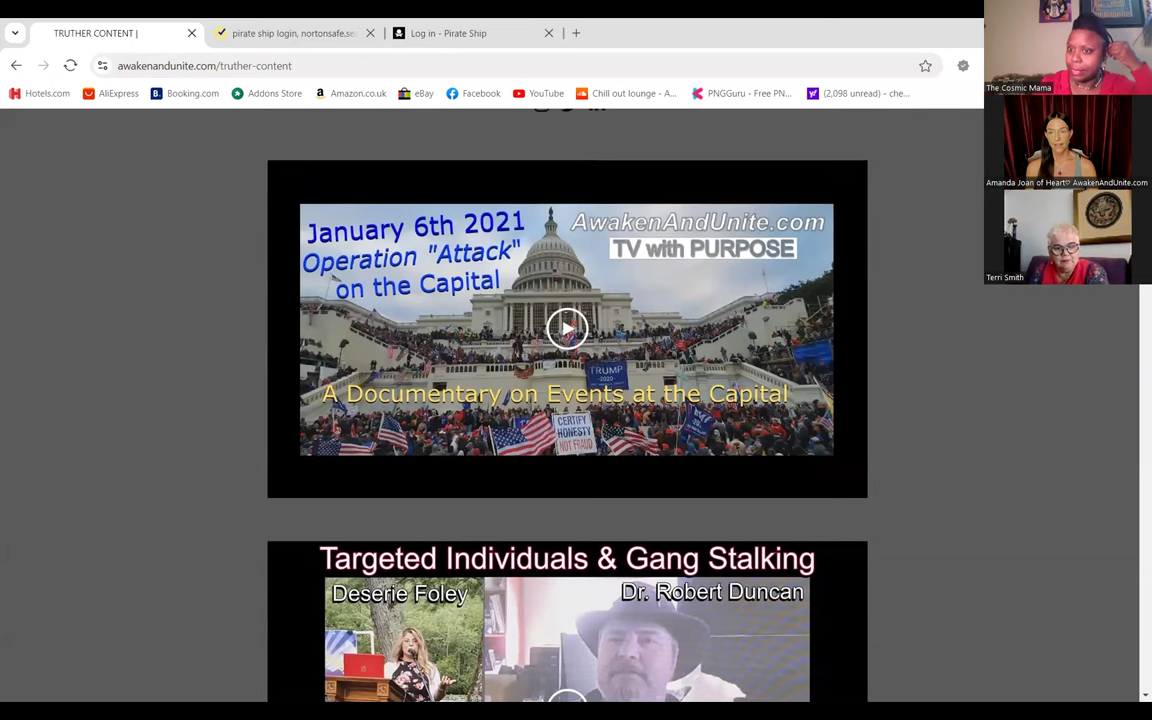 TRUTHER CONTENT |
pirate ship login, nortonsafe.se
Log in - Pirate Ship
awakenandunite.com/truther-content
Hotels.com
AliExpress
Booking.com
Addons Store
Amazon.co.uk
eBay
Facebook
YouTube
Chill out lounge - A...
PNGGuru - Free PN...
(2,098 unread) - che...
The Cosmic Mama
Amanda Joan of Heart♡ AwakenAndUnite.com
Terri Smith
January 6th 2021
Operation "Attack"
on the Capital
AwakenAndUnite.com
TV with PURPOSE
TRUMP
2020
A Documentary on Events at the Capital
CERTIFY
HONESTY
NOT FRAUD
Targeted Individuals & Gang Stalking
Deserie Foley
Dr. Robert Duncan